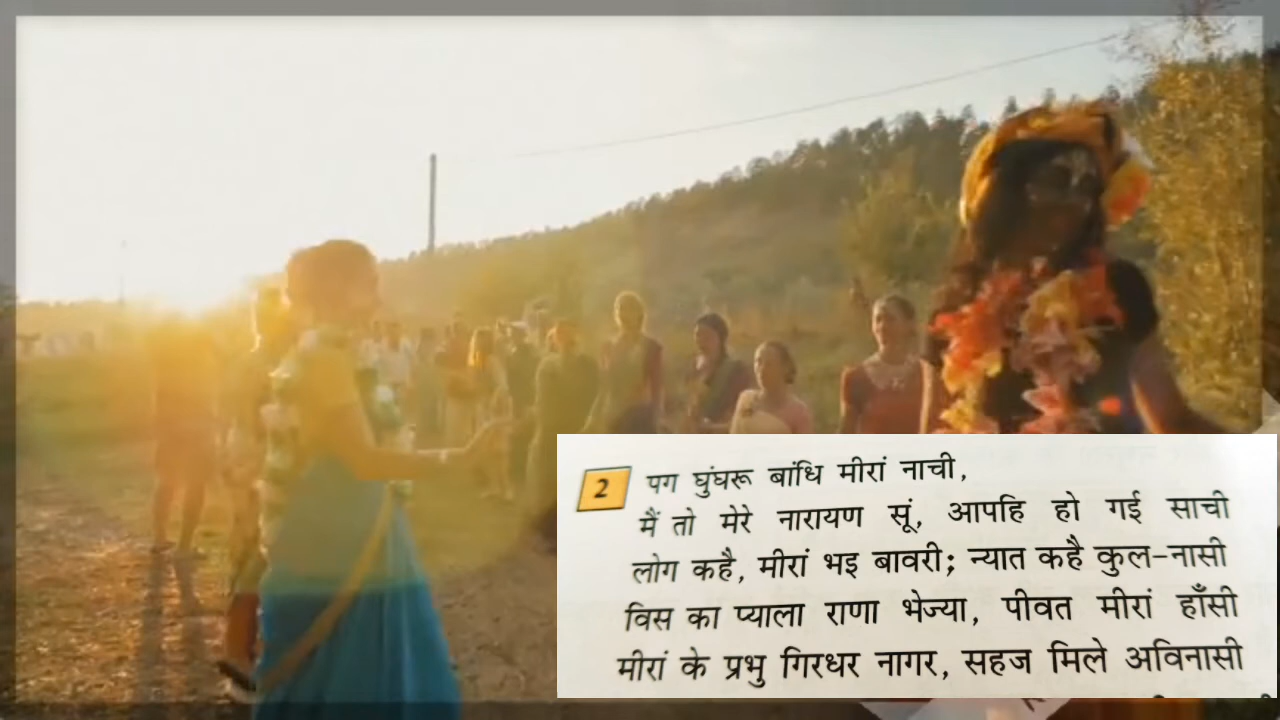 2 पग घुंघरू बांधि मीरां नाची,
मैं तो मेरे नारायण सूं, आपहि हो गई साची
लोग कहै, मीरां भइ बावरी; न्यात कहै कुल-नासी
विस का प्याला राणा भेज्या, पीवत मीरां हाँसी
मीरां के प्रभु गिरधर नागर, सहज मिले अविनासी